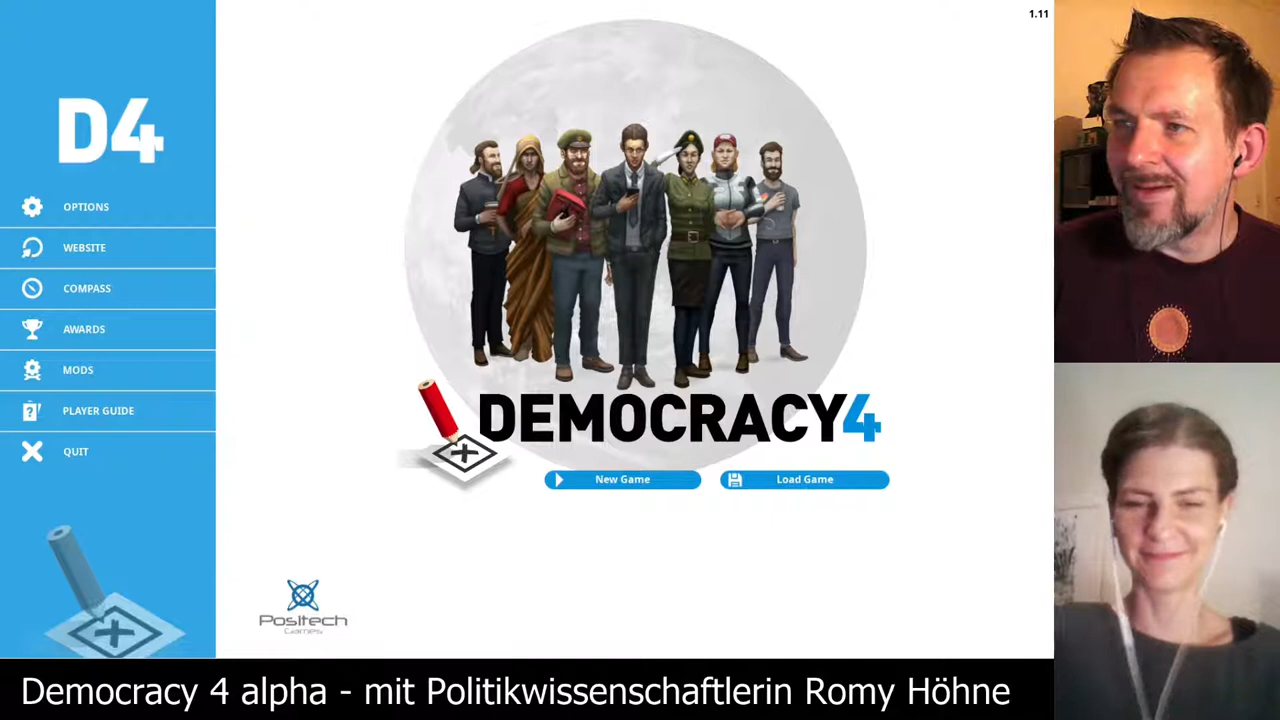 1.11
D4
OPTIONS
WEBSITE
COMPASS
AWARDS
MODS
PLAYER GUIDE
QUIT
DEMOCRACY4
New Game
Load Game
Positech
Games
Democracy 4 alpha - mit Politikwissenschaftlerin Romy Höhne